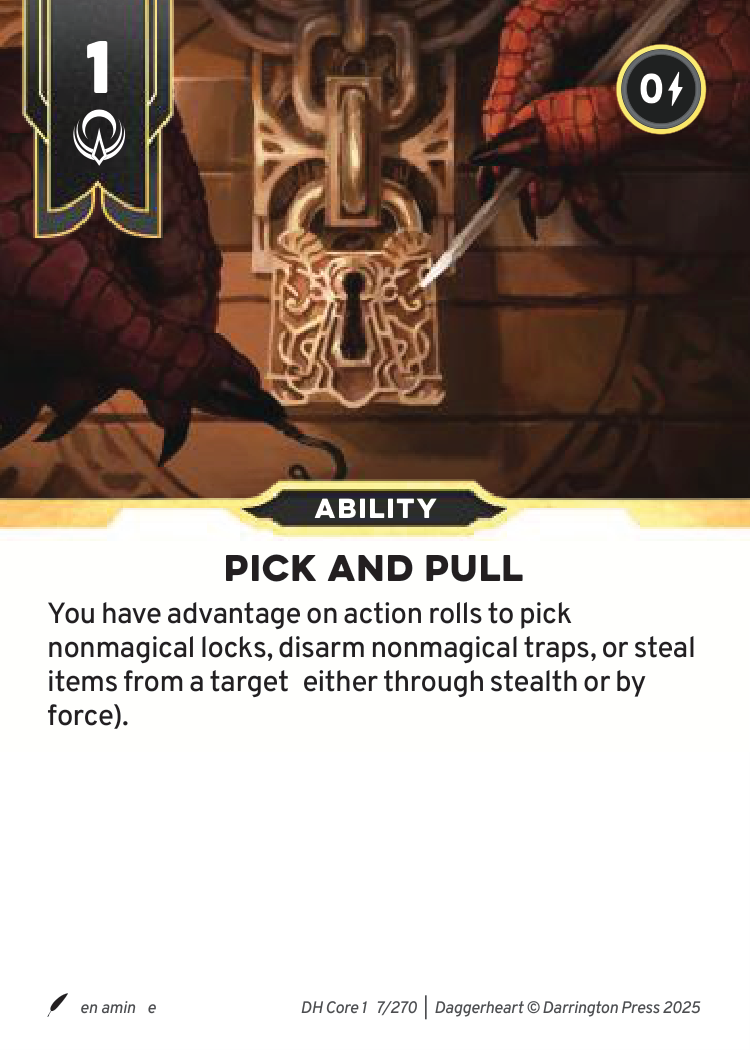 1
0
ABILITY
PICK AND PULL
You have advantage on action rolls to pick
nonmagical locks, disarm nonmagical traps, or steal
items from a target either through stealth or by
force).
en amin e
DH Core 1 7/270 | Daggerheart © Darrington Press 2025